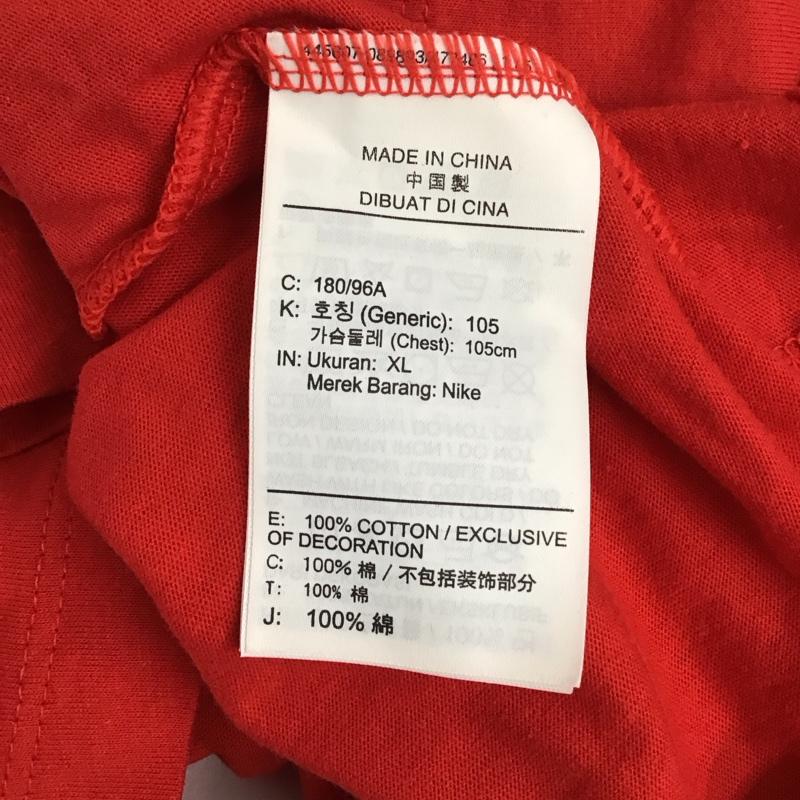 MADE IN CHINA
中国製
DIBUAT DI CINA
C: 180/96A
K: 호칭 (Generic): 105
가슴둘레 (Chest): 105cm
IN: Ukuran: XL
Merek Barang: Nike
E: 100% COTTON / EXCLUSIVE
OF DECORATION
C: 100% 棉 / 不包括装饰部分
T: 100% 棉
J: 100% 綿